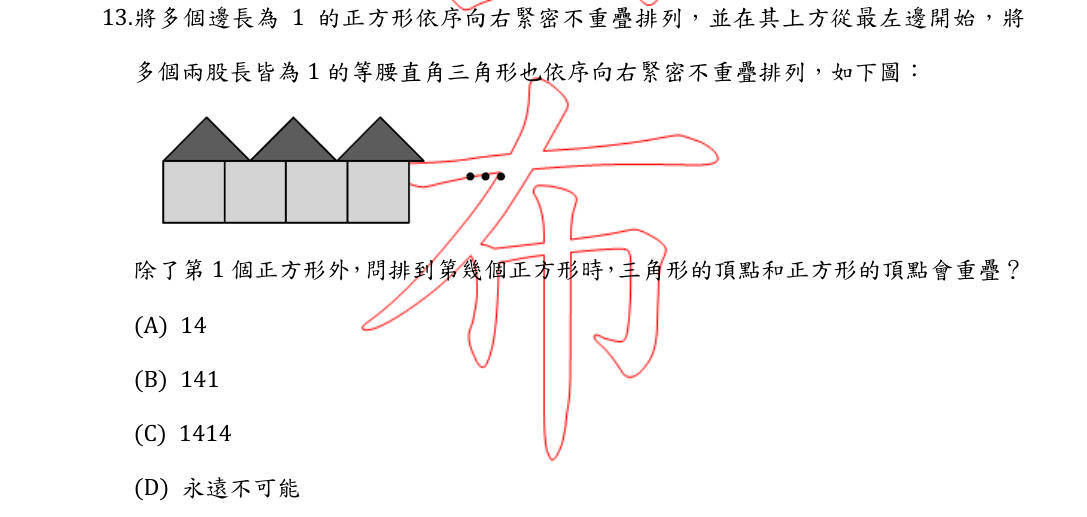 13.將多個邊長為 1 的正方形依序向右緊密不重疊排列，並在其上方從最左邊開始，將
多個兩股長皆為 1 的等腰直角三角形也依序向右緊密不重疊排列，如下圖：
除了第 1 個正方形外，問排到第幾個正方形時，三角形的頂點和正方形的頂點會重疊？
(A) 14
(B) 141
(C) 1414
(D) 永遠不可能
布